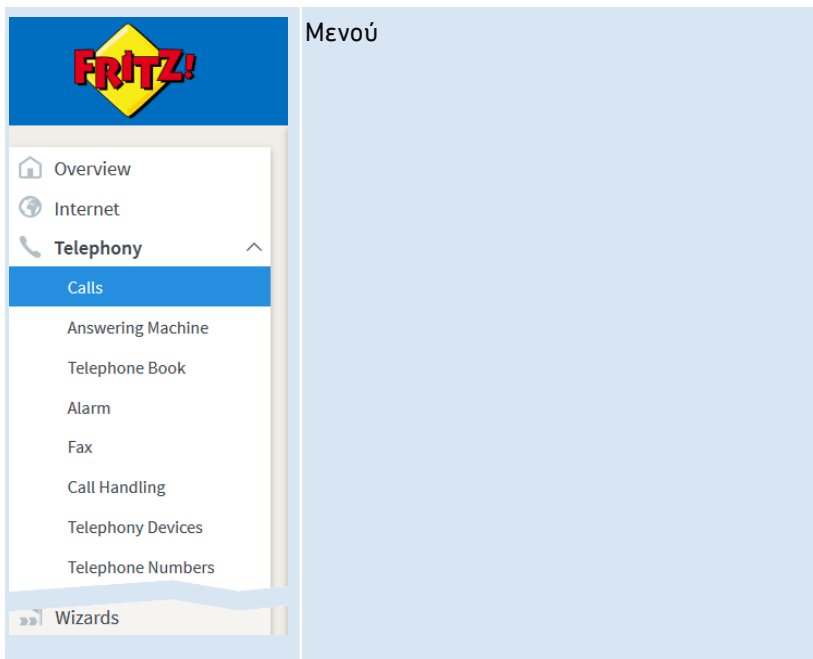 FRITZ!
Μενού
Overview
Internet
Telephony
Calls
Answering Machine
Telephone Book
Alarm
Fax
Call Handling
Telephony Devices
Telephone Numbers
Wizards